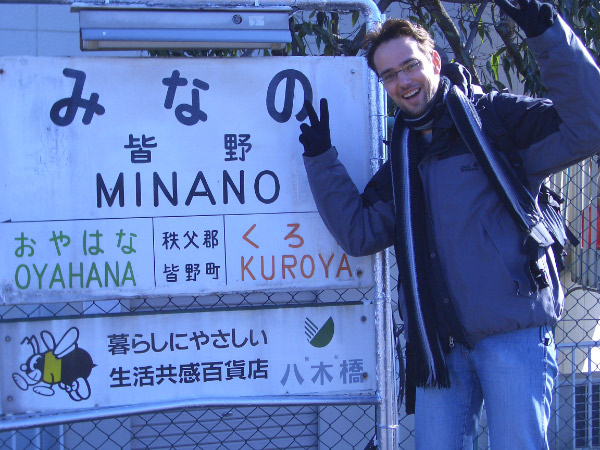 みなの
皆野
MINANO
おやはな
OYAHANA
秩父郡
皆野町
くろ
KUROYA
暮らしにやさしい
生活共感百貨店
八木橋